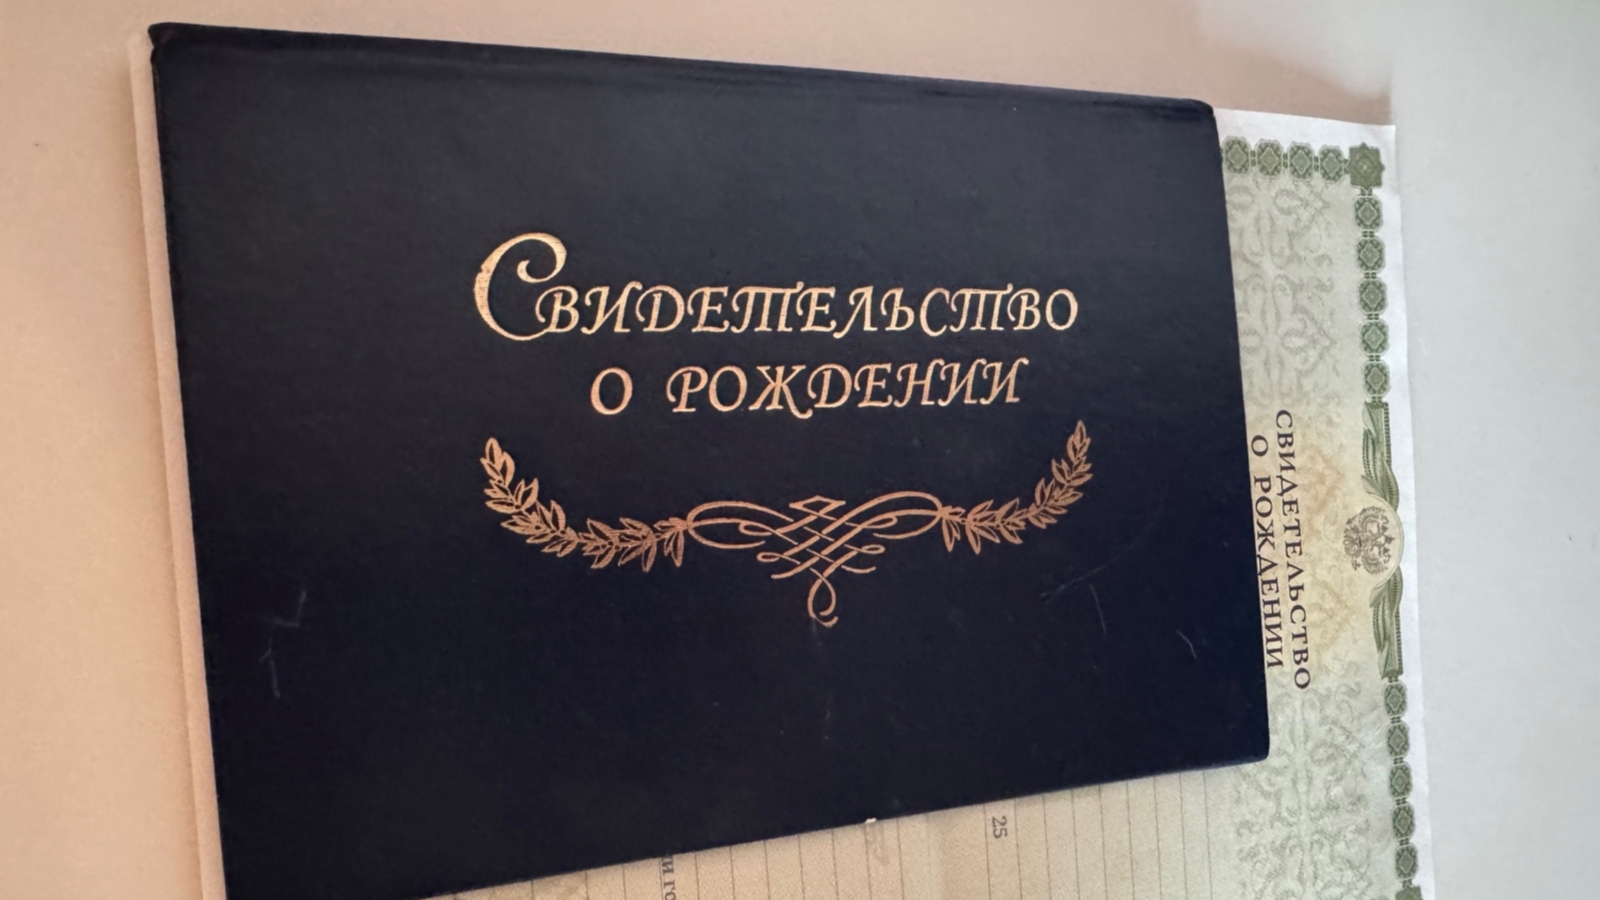 Свидетельство
о рождении
СВИДЕТЕЛЬСТВО
О РОЖДЕНИИ
25